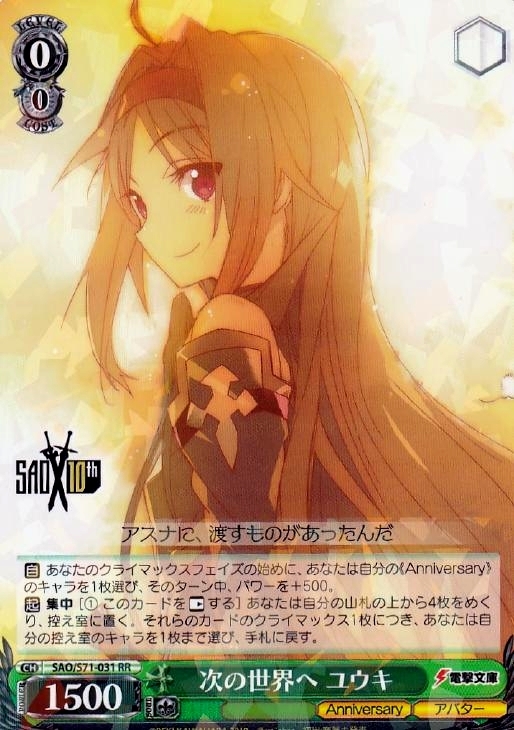 LEVEL
0
0
COST
SAO 10th
アスナに、渡すものがあったんだ
自 あなたのクライマックスフェイズの始めに、あなたは自分の《Anniversary》
のキャラを1枚選び、そのターン中、パワーを+500。
起 集中 [① このカードを する] あなたは自分の山札の上から4枚をめく
り、控え室に置く。それらのカードのクライマックス1枚につき、あなたは自
分の控え室のキャラを1枚まで選び、手札に戻す。
CH SAO/S71-031 RR
1500
次の世界へ ユウキ
電撃文庫
Anniversary アバター